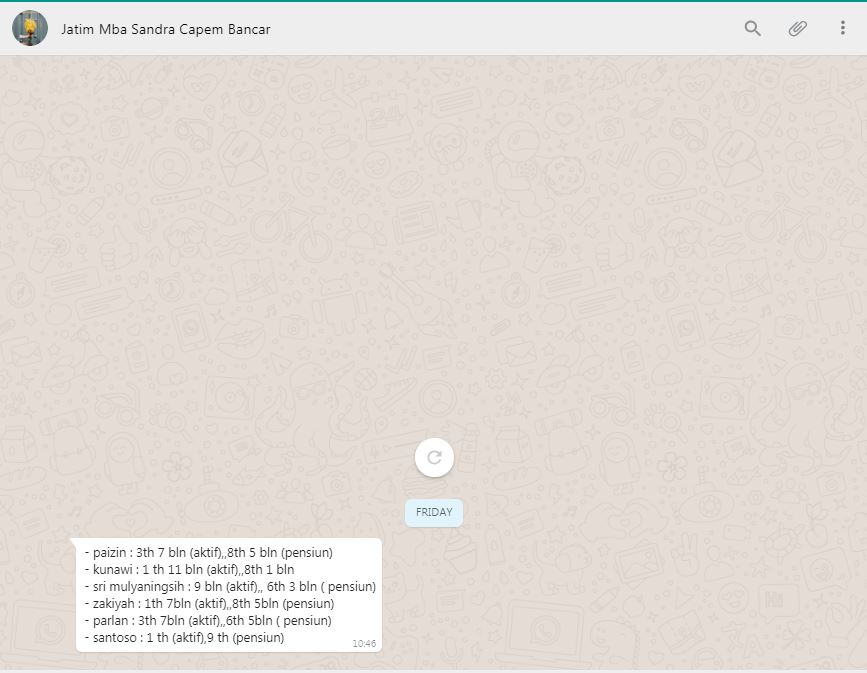 Jatim Mba Sandra Capem Bancar
FRIDAY
- paizin : 3th 7 bln (aktif),,8th 5 bln (pensiun)
- kunawi : 1 th 11 bln (aktif),,8th 1 bln
- sri mulyaningsih : 9 bln (aktif),, 6th 3 bln ( pensiun)
- zakiyah : 1th 7bln (aktif),,8th 5bln (pensiun)
- parlan : 3th 7bln (aktif),,6th 5bln ( pensiun)
- santoso : 1 th (aktif),9 th (pensiun)
10:46